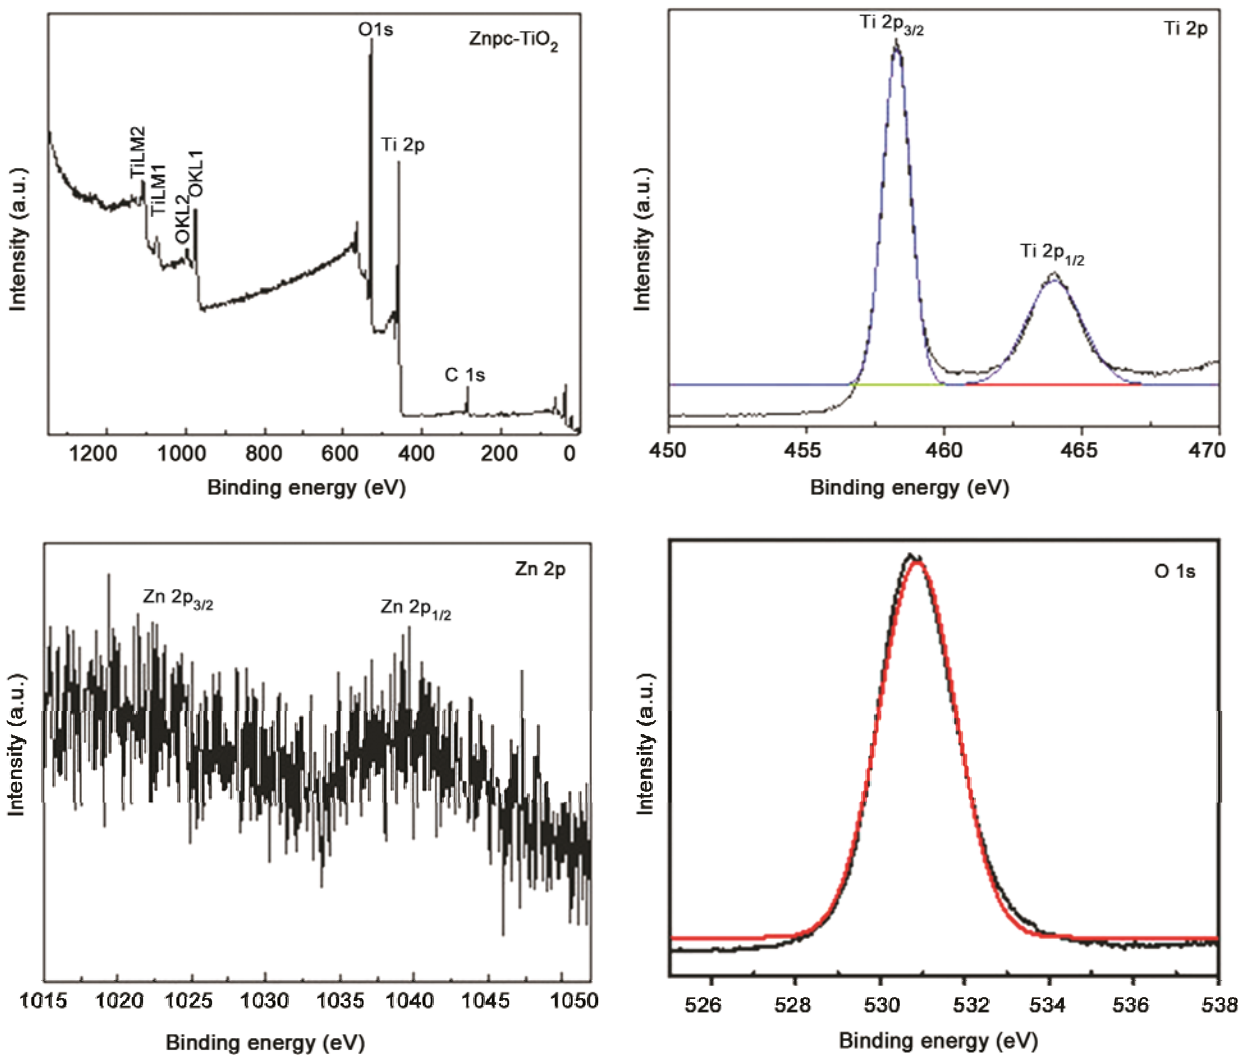 Znpc-TiO2
O1s
Ti 2p
TiLM2
TiLM1
OKL2
OKL1
C 1s
Intensity (a.u.)
1200 1000 800 600 400 200 0
Binding energy (eV)
Ti 2p3/2
Ti 2p
Ti 2p1/2
Intensity (a.u.)
450 455 460 465 470
Binding energy (eV)
Zn 2p
Zn 2p3/2
Zn 2p1/2
Intensity (a.u.)
1015 1020 1025 1030 1035 1040 1045 1050
Binding energy (eV)
O 1s
Intensity (a.u.)
526 528 530 532 534 536 538
Binding energy (eV)